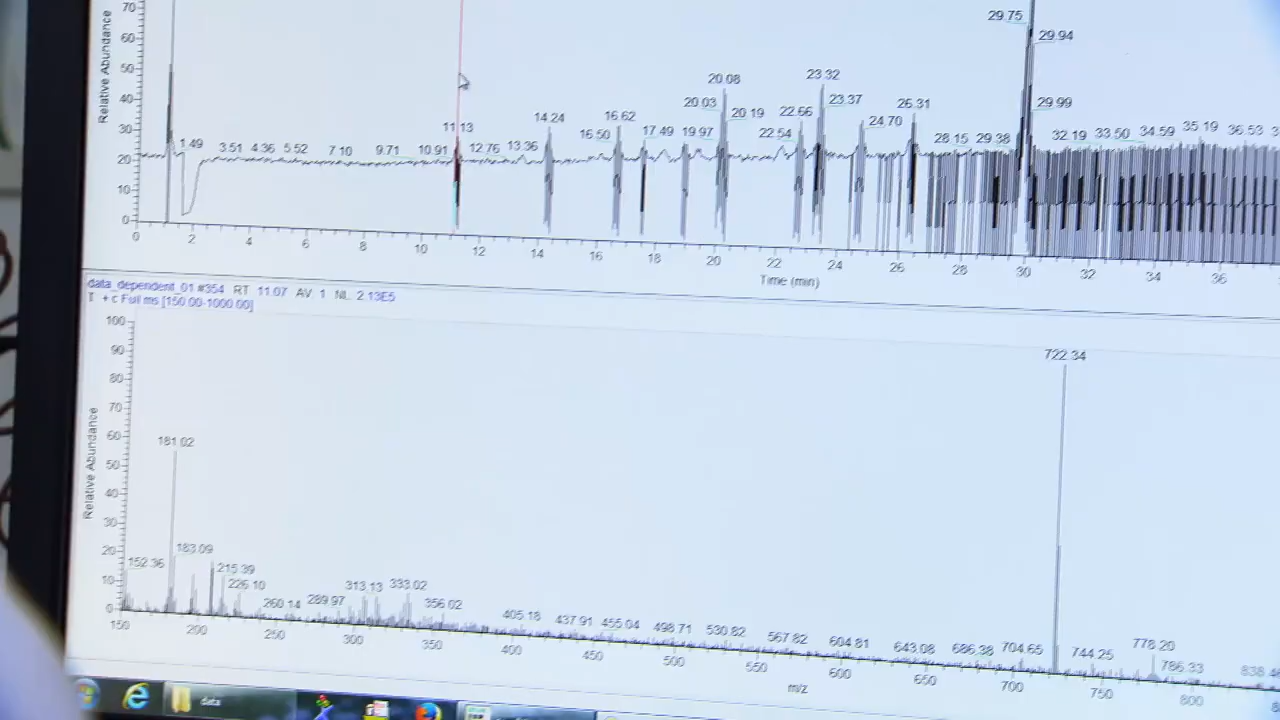 70
60
50
40
30
20
10
0
Relative Abundance
1.49 3.51 4.36 5.52 7.10 9.71 10.91 11.13 12.76 13.36 14.24 16.50 16.62 17.49 19.97 20.03 20.08 20.19 22.54 22.66 23.32 23.37 24.70 26.31 28.15 29.38 29.75 29.94 29.99 32.19 33.50 34.59 35.19 36.53
0 2 4 6 8 10 12 14 16 18 20 22 24 26 28 30 32 34 36
Time (min)
data_dependent_01 #354 RT 11.07 AV 1 NL 2.13E5
T + c Full ms [150.00-1000.00]
100
90
80
70
60
50
40
30
20
10
0
Relative Abundance
152.36 181.02 183.09 215.39 226.10 260.14 289.97 313.13 333.02 356.02 405.18 437.91 455.04 498.71 530.82 567.82 604.81 643.08 686.38 704.65 722.34 744.25 778.20 786.33
150 200 250 300 350 400 450 500 550 600 650 700 750 800
m/z
data